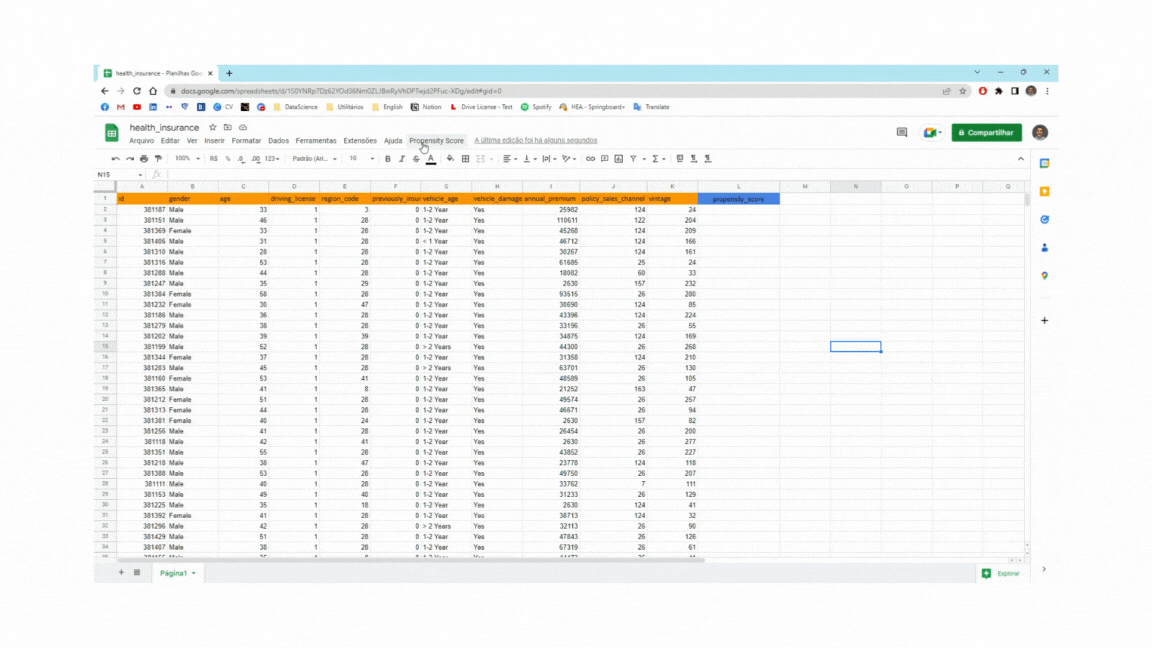 health_insurance - Planilhas Goo
docs.google.com/spreadsheets/d/
CV DataScience Utilitários English Notion Drive License - Test Spotify HEA - Springboard Translate
health_insurance
Arquivo Editar Ver Inserir Formatar Dados Ferramentas Extensões Ajuda Propensity Score A última edição foi há alguns segundos
Compartilhar
100% R$ % .0 .00 123 Padrão (Ari... 10 B I S A
N15 fx
A B C D E F G H I J K L M N O P Q
1 id gender age driving_license region_code previously_insur vehicle_age vehicle_damage annual_premium policy_sales_channel vintage propensity_score
2 381187 Male 33 1 3 0 1-2 Year Yes 25982 124 24
3 381151 Male 46 1 28 0 1-2 Year Yes 110611 122 204
4 381369 Female 33 1 28 0 1-2 Year Yes 45268 124 209
5 381406 Male 31 1 28 0 < 1 Year Yes 46712 124 166
6 381310 Male 28 1 28 0 1-2 Year Yes 30267 124 161
7 381316 Male 53 1 28 0 1-2 Year Yes 61685 25 24
8 381288 Male 44 1 28 0 1-2 Year Yes 18082 60 33
9 381247 Male 35 1 29 0 1-2 Year Yes 2630 157 232
10 381384 Female 58 1 28 0 1-2 Year Yes 93515 26 280
11 381232 Female 30 1 47 0 1-2 Year Yes 30690 124 85
12 381186 Male 36 1 28 0 1-2 Year Yes 43396 124 224
13 381279 Male 38 1 28 0 1-2 Year Yes 33196 26 55
14 381202 Male 39 1 39 0 1-2 Year Yes 34875 124 169
15 381199 Male 52 1 28 0 > 2 Years Yes 44300 26 268
16 381344 Female 37 1 28 0 1-2 Year Yes 31358 124 210
17 381203 Male 45 1 28 0 > 2 Years Yes 63701 26 130
18 381160 Female 53 1 41 0 1-2 Year Yes 48589 26 105
19 381365 Male 41 1 8 0 1-2 Year Yes 21252 163 47
20 381212 Female 51 1 28 0 1-2 Year Yes 49574 26 257
21 381313 Female 44 1 28 0 1-2 Year Yes 46671 26 94
22 381381 Female 40 1 24 0 1-2 Year Yes 2630 157 82
23 381256 Male 41 1 28 0 1-2 Year Yes 26454 26 200
24 381118 Male 42 1 41 0 1-2 Year Yes 2630 26 277
25 381351 Male 55 1 28 0 1-2 Year Yes 43852 26 227
26 381218 Male 38 1 47 0 1-2 Year Yes 23778 124 118
27 381388 Male 53 1 28 0 1-2 Year Yes 49750 26 207
28 381111 Male 40 1 28 0 1-2 Year Yes 33762 7 111
29 381153 Male 49 1 40 0 1-2 Year Yes 31233 26 129
30 381225 Male 35 1 18 0 1-2 Year Yes 2630 124 41
31 381392 Female 41 1 28 0 1-2 Year Yes 38713 124 32
32 381296 Male 42 1 28 0 > 2 Years Yes 32113 26 90
33 381429 Male 51 1 28 0 1-2 Year Yes 47843 26 126
34 381407 Male 38 1 28 0 1-2 Year Yes 67319 26 61
Página1 Explorar